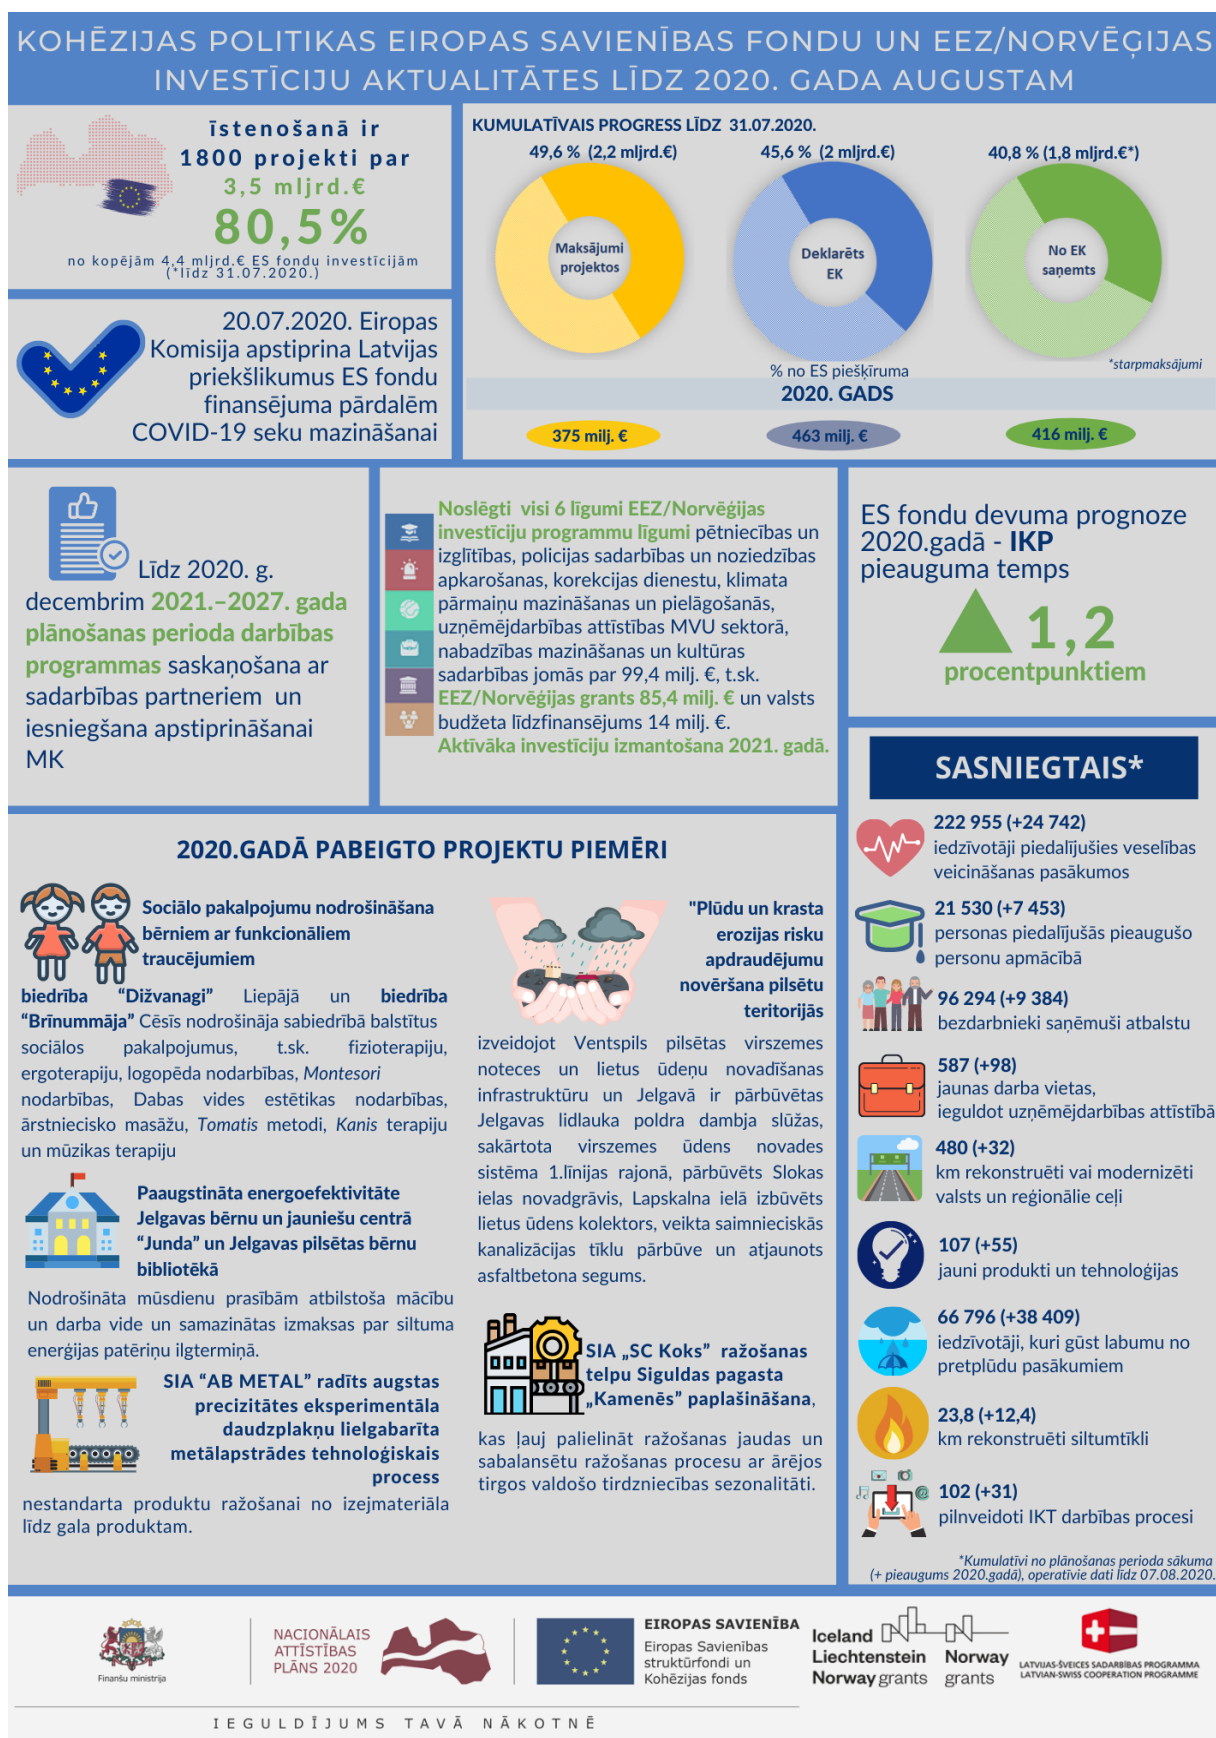 KOHĒZIJAS POLITIKAS EIROPAS SAVIENĪBAS FONDU UN EEZ/NORVĒĢIJAS
INVESTĪCIJU AKTUALITĀTES LĪDZ 2020. GADA AUGUSTAM
īstenošanā ir
1800 projekti par
3,5 mljrd.€
80,5%
no kopējām 4,4 mljrd.€ ES fondu investīcijām
(*līdz 31.07.2020.)
20.07.2020. Eiropas
Komisija apstiprina Latvijas
priekšlikumus ES fondu
finansējuma pārdalēm
COVID-19 seku mazināšanai
KUMULATĪVAIS PROGRESS LĪDZ 31.07.2020.
49,6 % (2,2 mljrd.€)
45,6 % (2 mljrd.€)
40,8 % (1,8 mljrd.€*)
Maksājumi
projektos
Deklarēts
EK
No EK
saņemts
*starpmaksājumi
% no ES piešķīruma
2020. GADS
375 milj. €
463 milj. €
416 milj. €
Līdz 2020. g.
decembrim 2021.–2027. gada
plānošanas perioda darbības
programmas saskaņošana ar
sadarbības partneriem un
iesniegšana apstiprināšanai
MK
Noslēgti visi 6 līgumi EEZ/Norvēģijas
investīciju programmu līgumi pētniecības un
izglītības, policijas sadarbības un noziedzības
apkarošanas, korekcijas dienestu, klimata
pārmaiņu mazināšanas un pielāgošanās,
uzņēmējdarbības attīstības MVU sektorā,
nabadzības mazināšanas un kultūras
sadarbības jomās par 99,4 milj. €, t.sk.
EEZ/Norvēģijas grants 85,4 milj. € un valsts
budžeta līdzfinansējums 14 milj. €.
Aktīvāka investīciju izmantošana 2021. gadā.
ES fondu devuma prognoze
2020.gadā - IKP
pieauguma temps
1,2
procentpunktiem
2020.GADĀ PABEIGTO PROJEKTU PIEMĒRI
Sociālo pakalpojumu nodrošināšana
bērniem ar funkcionāliem
traucējumiem
biedrība “Dižvanagi” Liepājā un biedrība
“Brīnummāja” Cēsīs nodrošināja sabiedrībā balstītus
sociālos pakalpojumus, t.sk. fizioterapiju,
ergoterapiju, logopēda nodarbības, Montesori
nodarbības, Dabas vides estētikas nodarbības,
ārstniecisko masāžu, Tomatis metodi, Kanis terapiju
un mūzikas terapiju
Paaugstināta energoefektivitāte
Jelgavas bērnu un jauniešu centrā
“Junda” un Jelgavas pilsētas bērnu
bibliotēkā
Nodrošināta mūsdienu prasībām atbilstoša mācību
un darba vide un samazinātas izmaksas par siltuma
enerģijas patēriņu ilgtermiņā.
SIA “AB METAL” radīts augstas
precizitātes eksperimentāla
daudzplakņu lielgabarīta
metālapstrādes tehnoloģiskais
process
nestandarta produktu ražošanai no izejmateriāla
līdz gala produktam.
"Plūdu un krasta
erozijas risku
apdraudējumu
novēršana pilsētu
teritorijās
izveidojot Ventspils pilsētas virszemes
noteces un lietus ūdeņu novadīšanas
infrastruktūru un Jelgavā ir pārbūvētas
Jelgavas lidlauka poldra dambja slūžas,
sakārtota virszemes ūdens novades
sistēma 1.līnijas rajonā, pārbūvēts Slokas
ielas novadgrāvis, Lapskalna ielā izbūvēts
lietus ūdens kolektors, veikta saimnieciskās
kanalizācijas tīklu pārbūve un atjaunots
asfaltbetona segums.
SIA „SC Koks” ražošanas
telpu Siguldas pagasta
„Kamenēs” paplašināšana,
kas ļauj palielināt ražošanas jaudas un
sabalansētu ražošanas procesu ar ārējos
tirgos valdošo tirdzniecības sezonalitāti.
SASNIEGTAIS*
222 955 (+24 742)
iedzīvotāji piedalījušies veselības
veicināšanas pasākumos
21 530 (+7 453)
personas piedalījušās pieaugušo
personu apmācībā
96 294 (+9 384)
bezdarbnieki saņēmuši atbalstu
587 (+98)
jaunas darba vietas,
ieguldot uzņēmējdarbības attīstībā
480 (+32)
km rekonstruēti vai modernizēti
valsts un reģionālie ceļi
107 (+55)
jauni produkti un tehnoloģijas
66 796 (+38 409)
iedzīvotāji, kuri gūst labumu no
pretplūdu pasākumiem
23,8 (+12,4)
km rekonstruēti siltumtīkli
102 (+31)
pilnveidoti IKT darbības procesi
*Kumulatīvi no plānošanas perioda sākuma
(+ pieaugums 2020.gadā), operatīvie dati līdz 07.08.2020.
Finanšu ministrija
NACIONĀLAIS
ATTĪSTĪBAS
PLĀNS 2020
EIROPAS SAVIENĪBA
Eiropas Savienības
struktūrfondi un
Kohēzijas fonds
Iceland
Liechtenstein
Norway grants
Norway
grants
LATVIJAS-ŠVEICES SADARBĪBAS PROGRAMMA
LATVIAN-SWISS COOPERATION PROGRAMME
IEGULDĪJUMS TAVĀ NĀKOTNĒ